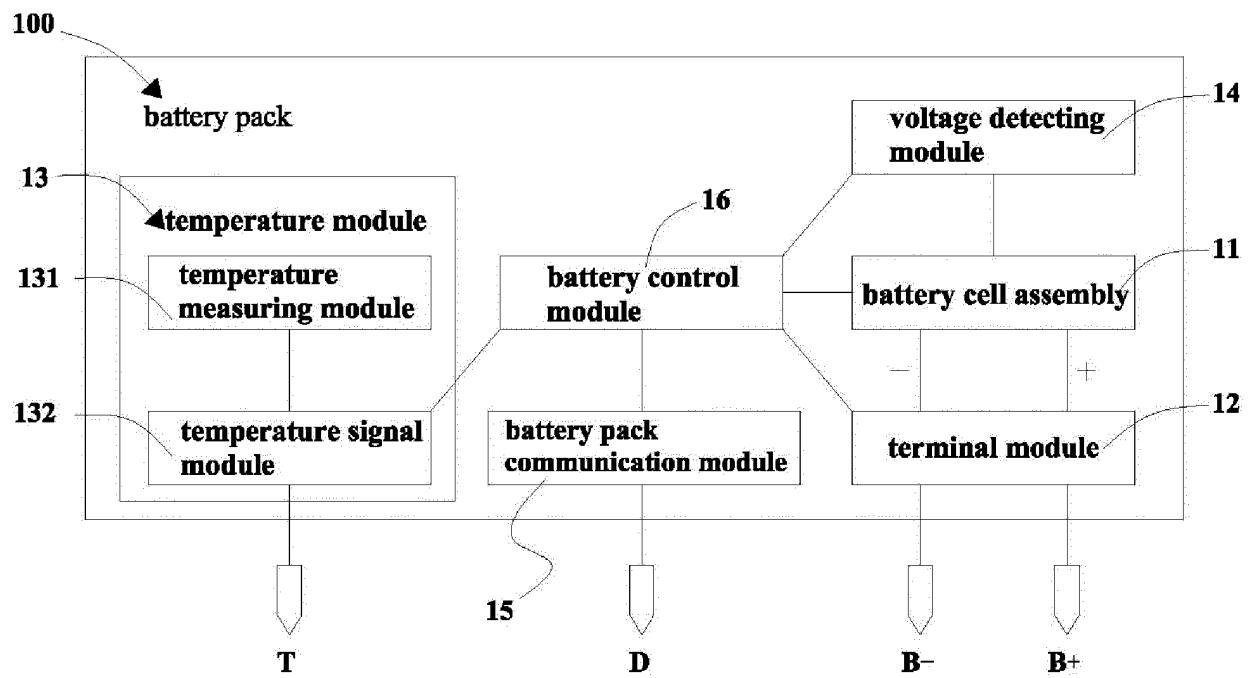 100
battery pack
14
voltage detecting
module
13
temperature module
16
131
temperature
measuring module
battery control
module
11
battery cell assembly
−
+
132
temperature signal
module
battery pack
communication module
12
terminal module
15
T
D
B−
B+